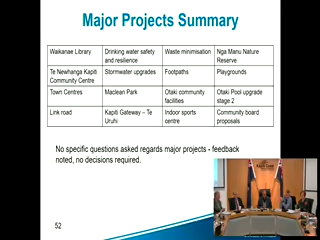 Major Projects Summary
Waikanae Library
Drinking water safety
and resilience
Waste minimisation
Nga Manu Nature
Reserve
Te Newhanga Kapiti
Community Centre
Stormwater upgrades
Footpaths
Playgrounds
Town Centres
Maclean Park
Otaki community
facilities
Otaki Pool upgrade
stage 2
Link road
Kapiti Gateway – Te
Uruhi
Indoor sports
centre
Community board
proposals
No specific questions asked regards major projects - feedback
noted, no decisions required.
52